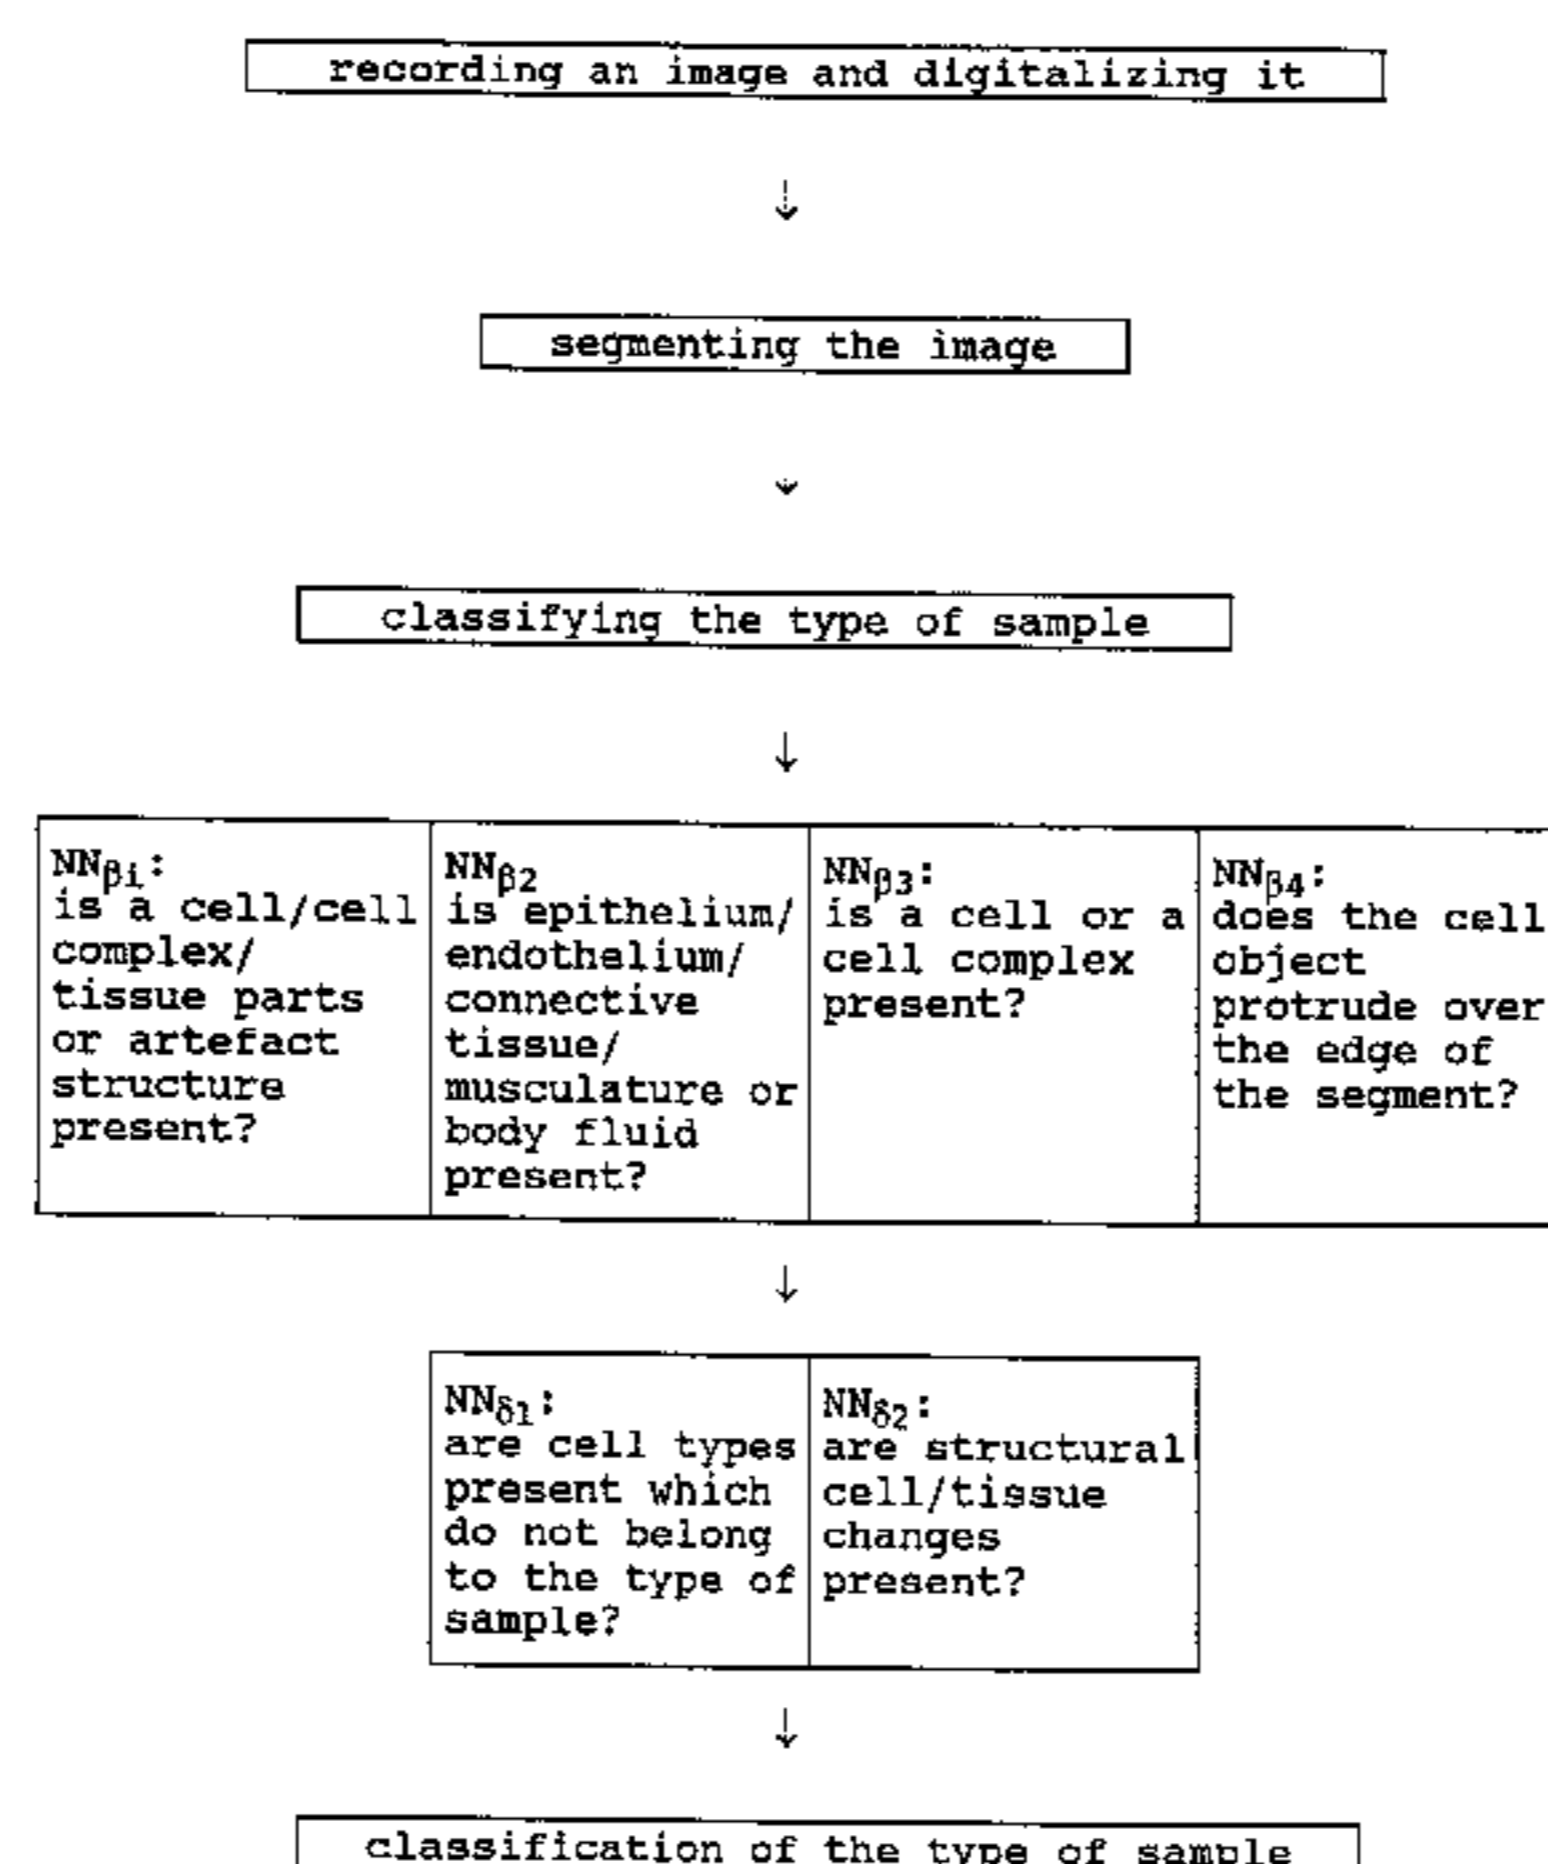 recording an image and digitalizing it
segmenting the image
classifying the type of sample
NNβ1:
is a cell/cell
complex/
tissue parts
or artefact
structure
present?
NNβ2
is epithelium/
endothelium/
connective
tissue/
musculature or
body fluid
present?
NNβ3:
is a cell or a
cell complex
present?
NNβ4:
does the cell
object
protrude over
the edge of
the segment?
NNδ1:
are cell types
present which
do not belong
to the type of
sample?
NNδ2:
are structural
cell/tissue
changes
present?
classification of the type of sample